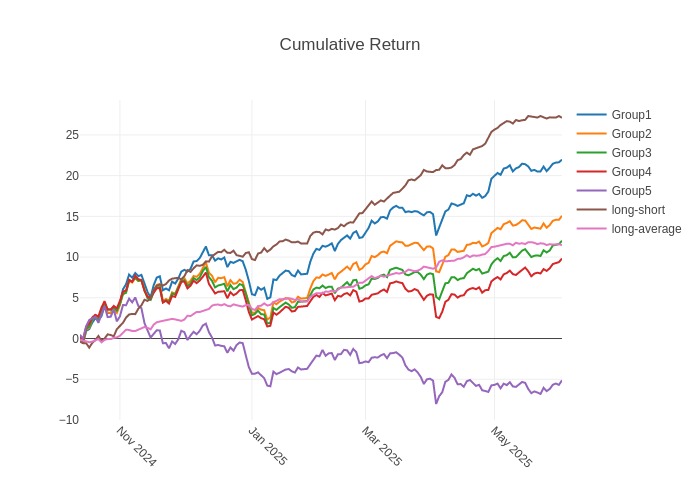 Cumulative Return
25
20
15
10
5
0
−5
−10
Nov 2024
Jan 2025
Mar 2025
May 2025
Group1
Group2
Group3
Group4
Group5
long-short
long-average